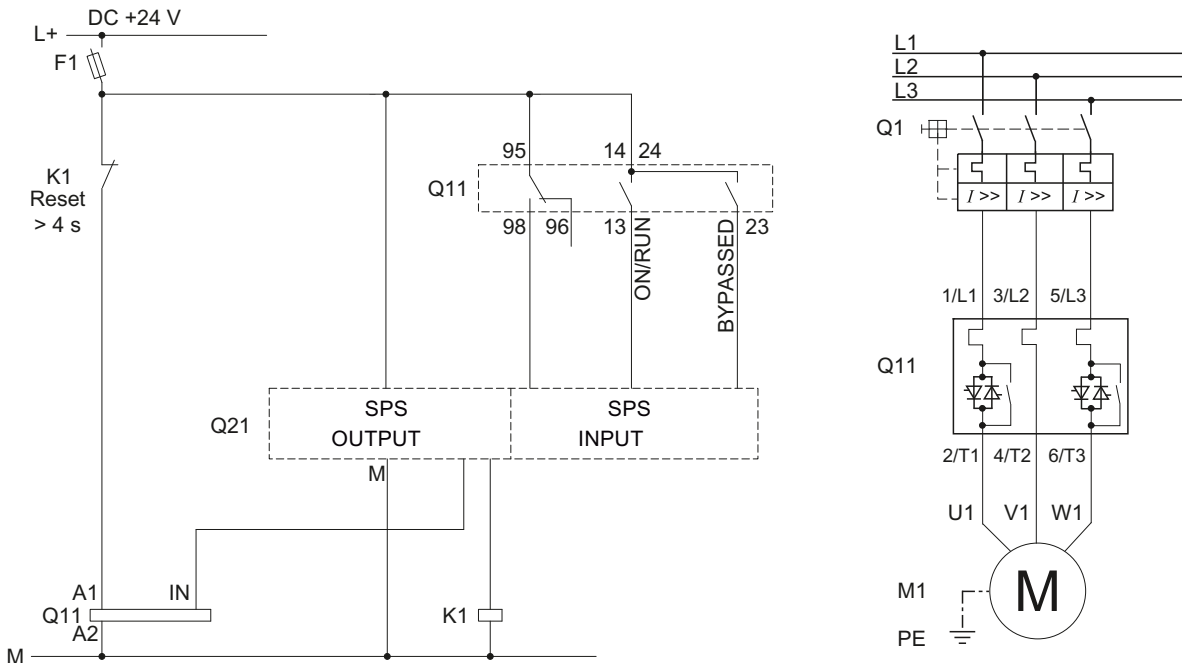 DC +24 V
L+
F1
K1
Reset
> 4 s
95
14
24
Q11
98
96
13
23
ON/RUN
BYPASSED
Q21
SPS
OUTPUT
SPS
INPUT
M
A1
IN
Q11
A2
K1
M
L1
L2
L3
Q1
I >>
I >>
I >>
1/L1
3/L2
5/L3
Q11
2/T1
4/T2
6/T3
U1
V1
W1
M1
M
PE